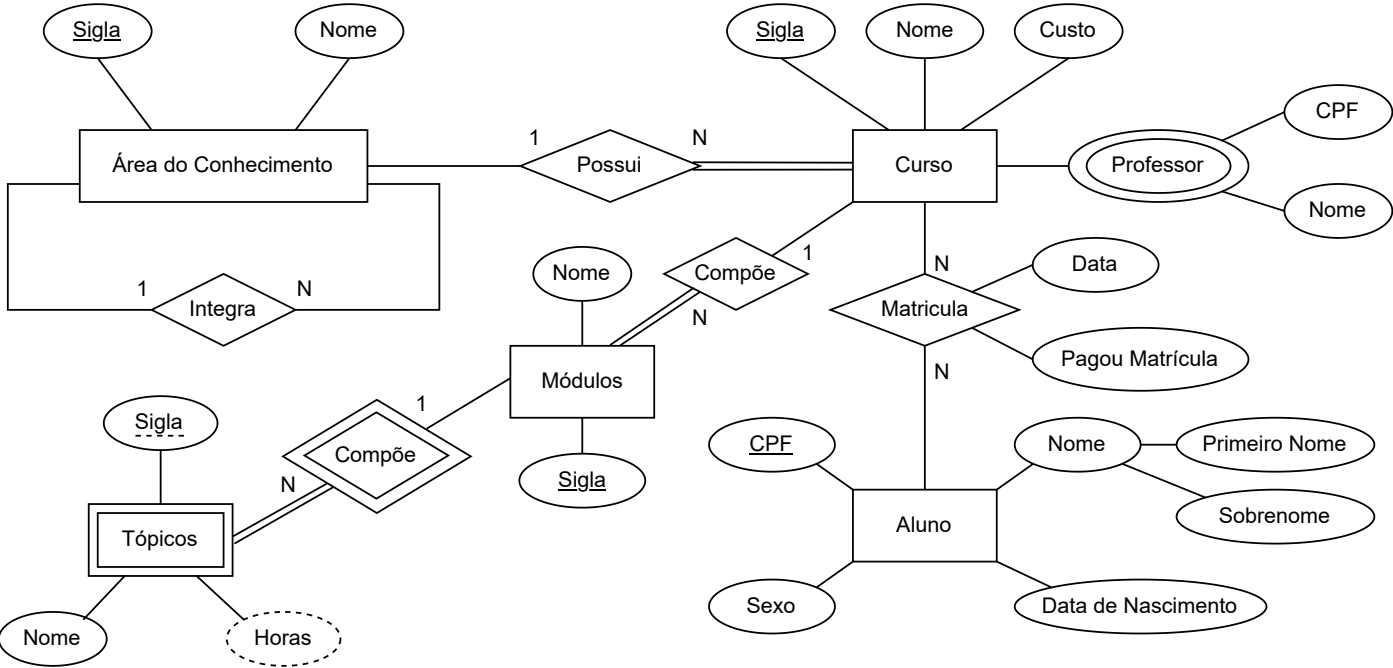 Sigla
Nome
Sigla
Nome
Custo
CPF
Área do Conhecimento
1
Possui
N
Curso
Professor
Nome
1
Integra
N
Nome
Compõe
1
N
N
Data
Matricula
Pagou Matrícula
N
Módulos
Sigla
1
Sigla
Compõe
N
Tópicos
Nome
Horas
CPF
Nome
Primeiro Nome
Sobrenome
Aluno
Sexo
Data de Nascimento